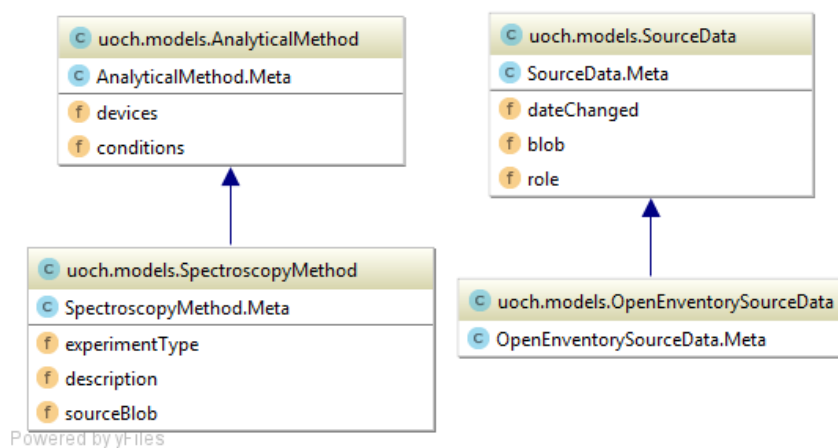 C uoch.models.AnalyticalMethod
C AnalyticalMethod.Meta
f devices
f conditions
C uoch.models.SourceData
C SourceData.Meta
f dateChanged
f blob
f role
C uoch.models.SpectroscopyMethod
C SpectroscopyMethod.Meta
f experimentType
f description
f sourceBlob
C uoch.models.OpenEnventorySourceData
C OpenEnventorySourceData.Meta
Powered by yFiles